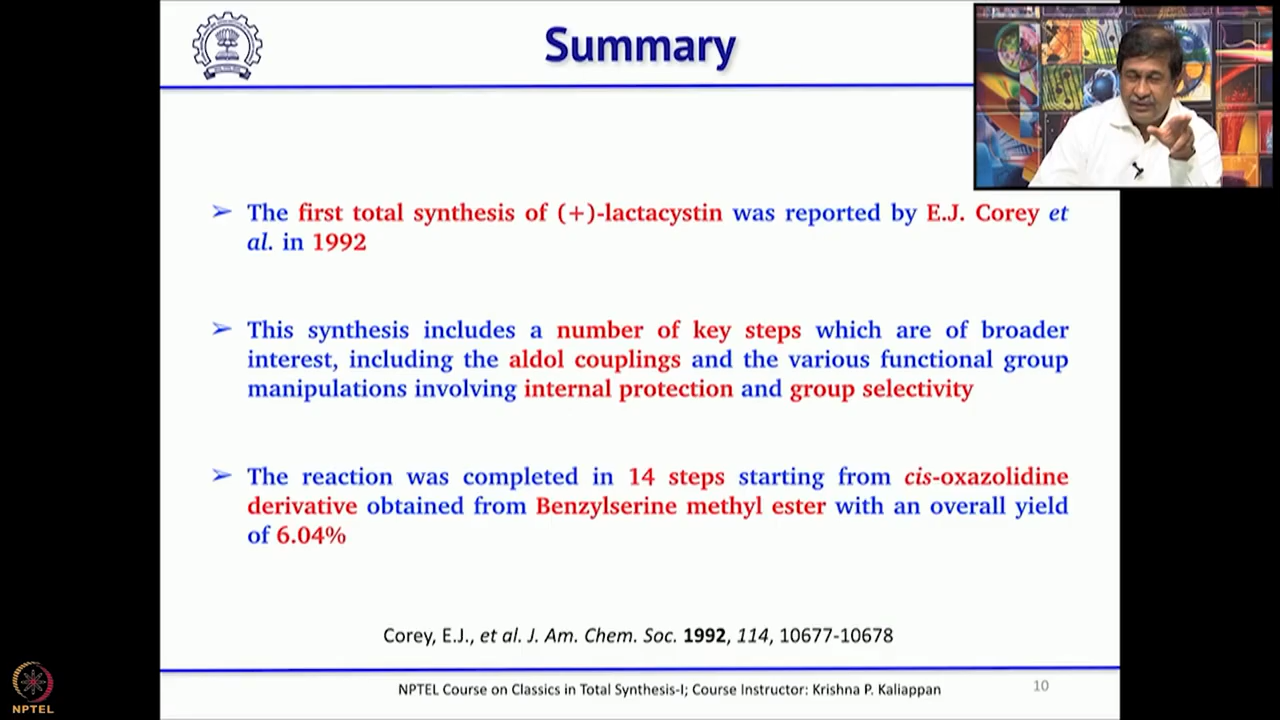 Summary
➢ The first total synthesis of (+)-lactacystin was reported by E.J. Corey et
al. in 1992
➢ This synthesis includes a number of key steps which are of broader
interest, including the aldol couplings and the various functional group
manipulations involving internal protection and group selectivity
➢ The reaction was completed in 14 steps starting from cis-oxazolidine
derivative obtained from Benzylserine methyl ester with an overall yield
of 6.04%
Corey, E.J., et al. J. Am. Chem. Soc. 1992, 114, 10677-10678
NPTEL Course on Classics in Total Synthesis-I; Course Instructor: Krishna P. Kaliappan
10
NPTEL